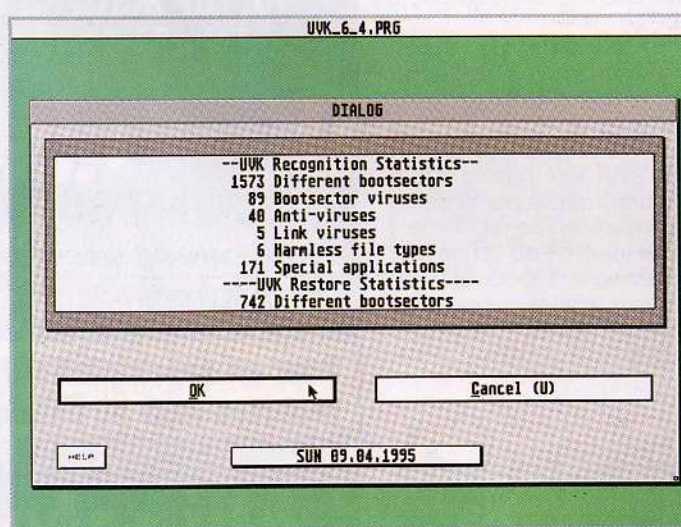 UVK_6_4.PRG
DIALOG
--UVK Recognition Statistics--
1573 Different bootsectors
89 Bootsector viruses
40 Anti-viruses
5 Link viruses
6 Harmless file types
171 Special applications
----UVK Restore Statistics----
742 Different bootsectors
OK
Cancel (U)
HELP
SUN 09.04.1995